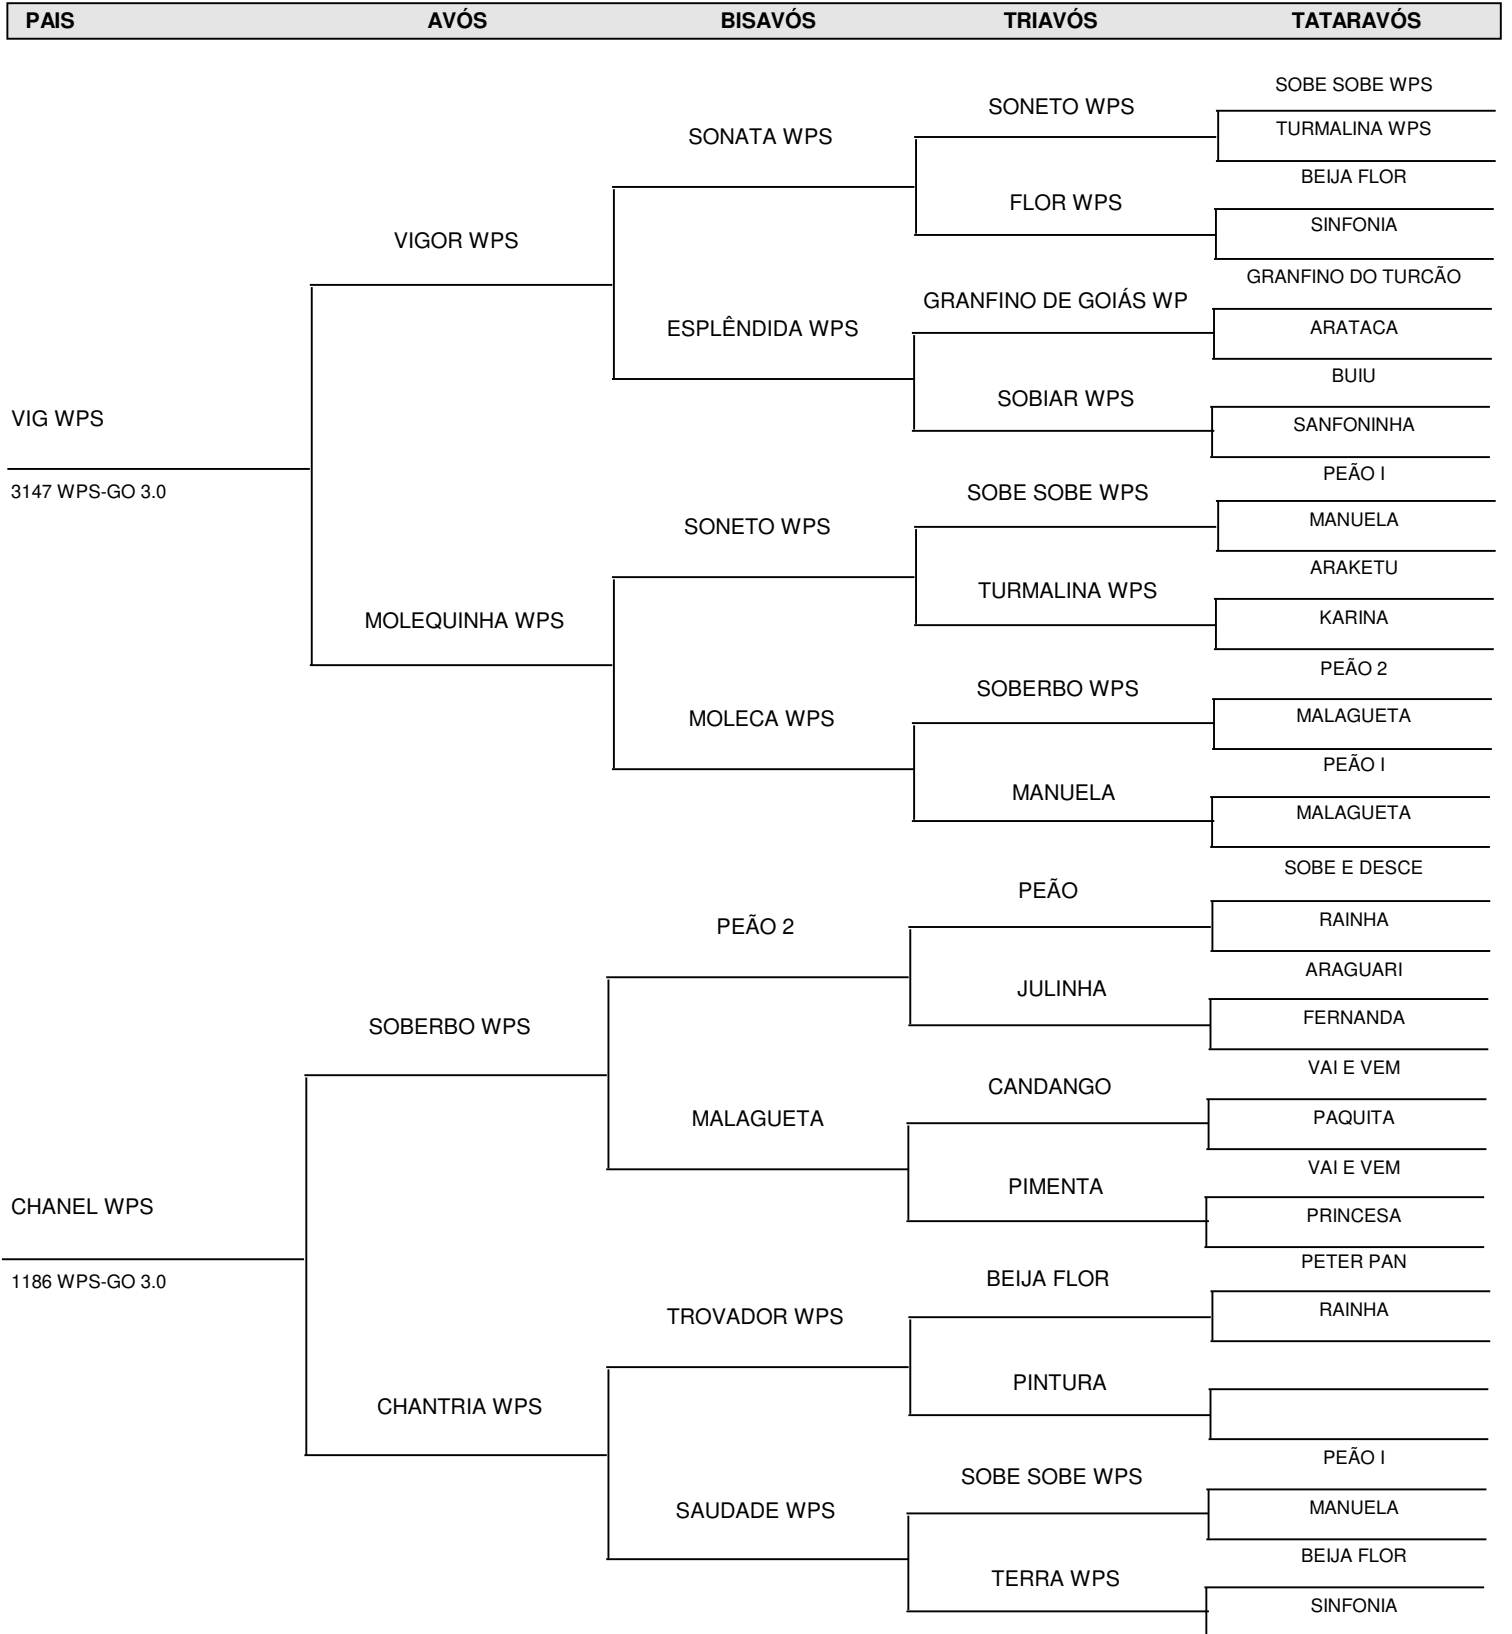 PAIS AVÓS BISAVÓS TRIAVÓS TATARAVÓS
SOBE SOBE WPS
SONETO WPS
TURMALINA WPS
SONATA WPS
BEIJA FLOR
FLOR WPS
SINFONIA
VIGOR WPS
GRANFINO DO TURCÃO
GRANFINO DE GOIÁS WP
ARATACA
ESPLÊNDIDA WPS
BUIU
SOBIAR WPS
SANFONINHA
VIG WPS
3147 WPS-GO 3.0
PEÃO I
SOBE SOBE WPS
MANUELA
SONETO WPS
ARAKETU
TURMALINA WPS
KARINA
MOLEQUINHA WPS
PEÃO 2
SOBERBO WPS
MALAGUETA
MOLECA WPS
PEÃO I
MANUELA
MALAGUETA
SOBE E DESCE
PEÃO
RAINHA
PEÃO 2
ARAGUARI
JULINHA
FERNANDA
SOBERBO WPS
VAI E VEM
CANDANGO
PAQUITA
MALAGUETA
VAI E VEM
PIMENTA
PRINCESA
CHANEL WPS
1186 WPS-GO 3.0
PETER PAN
BEIJA FLOR
RAINHA
TROVADOR WPS
PINTURA
CHANTRIA WPS
PEÃO I
SOBE SOBE WPS
MANUELA
SAUDADE WPS
BEIJA FLOR
TERRA WPS
SINFONIA